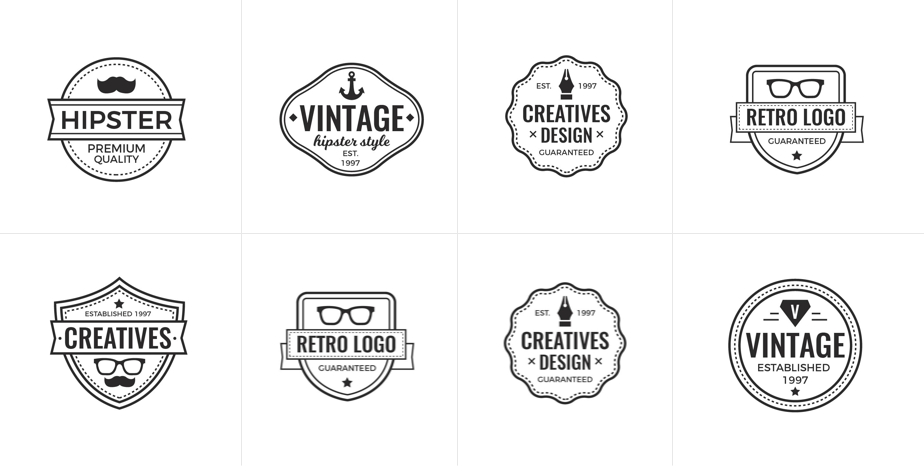 HIPSTER
PREMIUM
QUALITY
VINTAGE
hipster style
EST.
1997
EST. 1997
CREATIVES
DESIGN
GUARANTEED
RETRO LOGO
GUARANTEED
ESTABLISHED 1997
CREATIVES
RETRO LOGO
GUARANTEED
EST. 1997
CREATIVES
DESIGN
GUARANTEED
V
VINTAGE
ESTABLISHED
1997